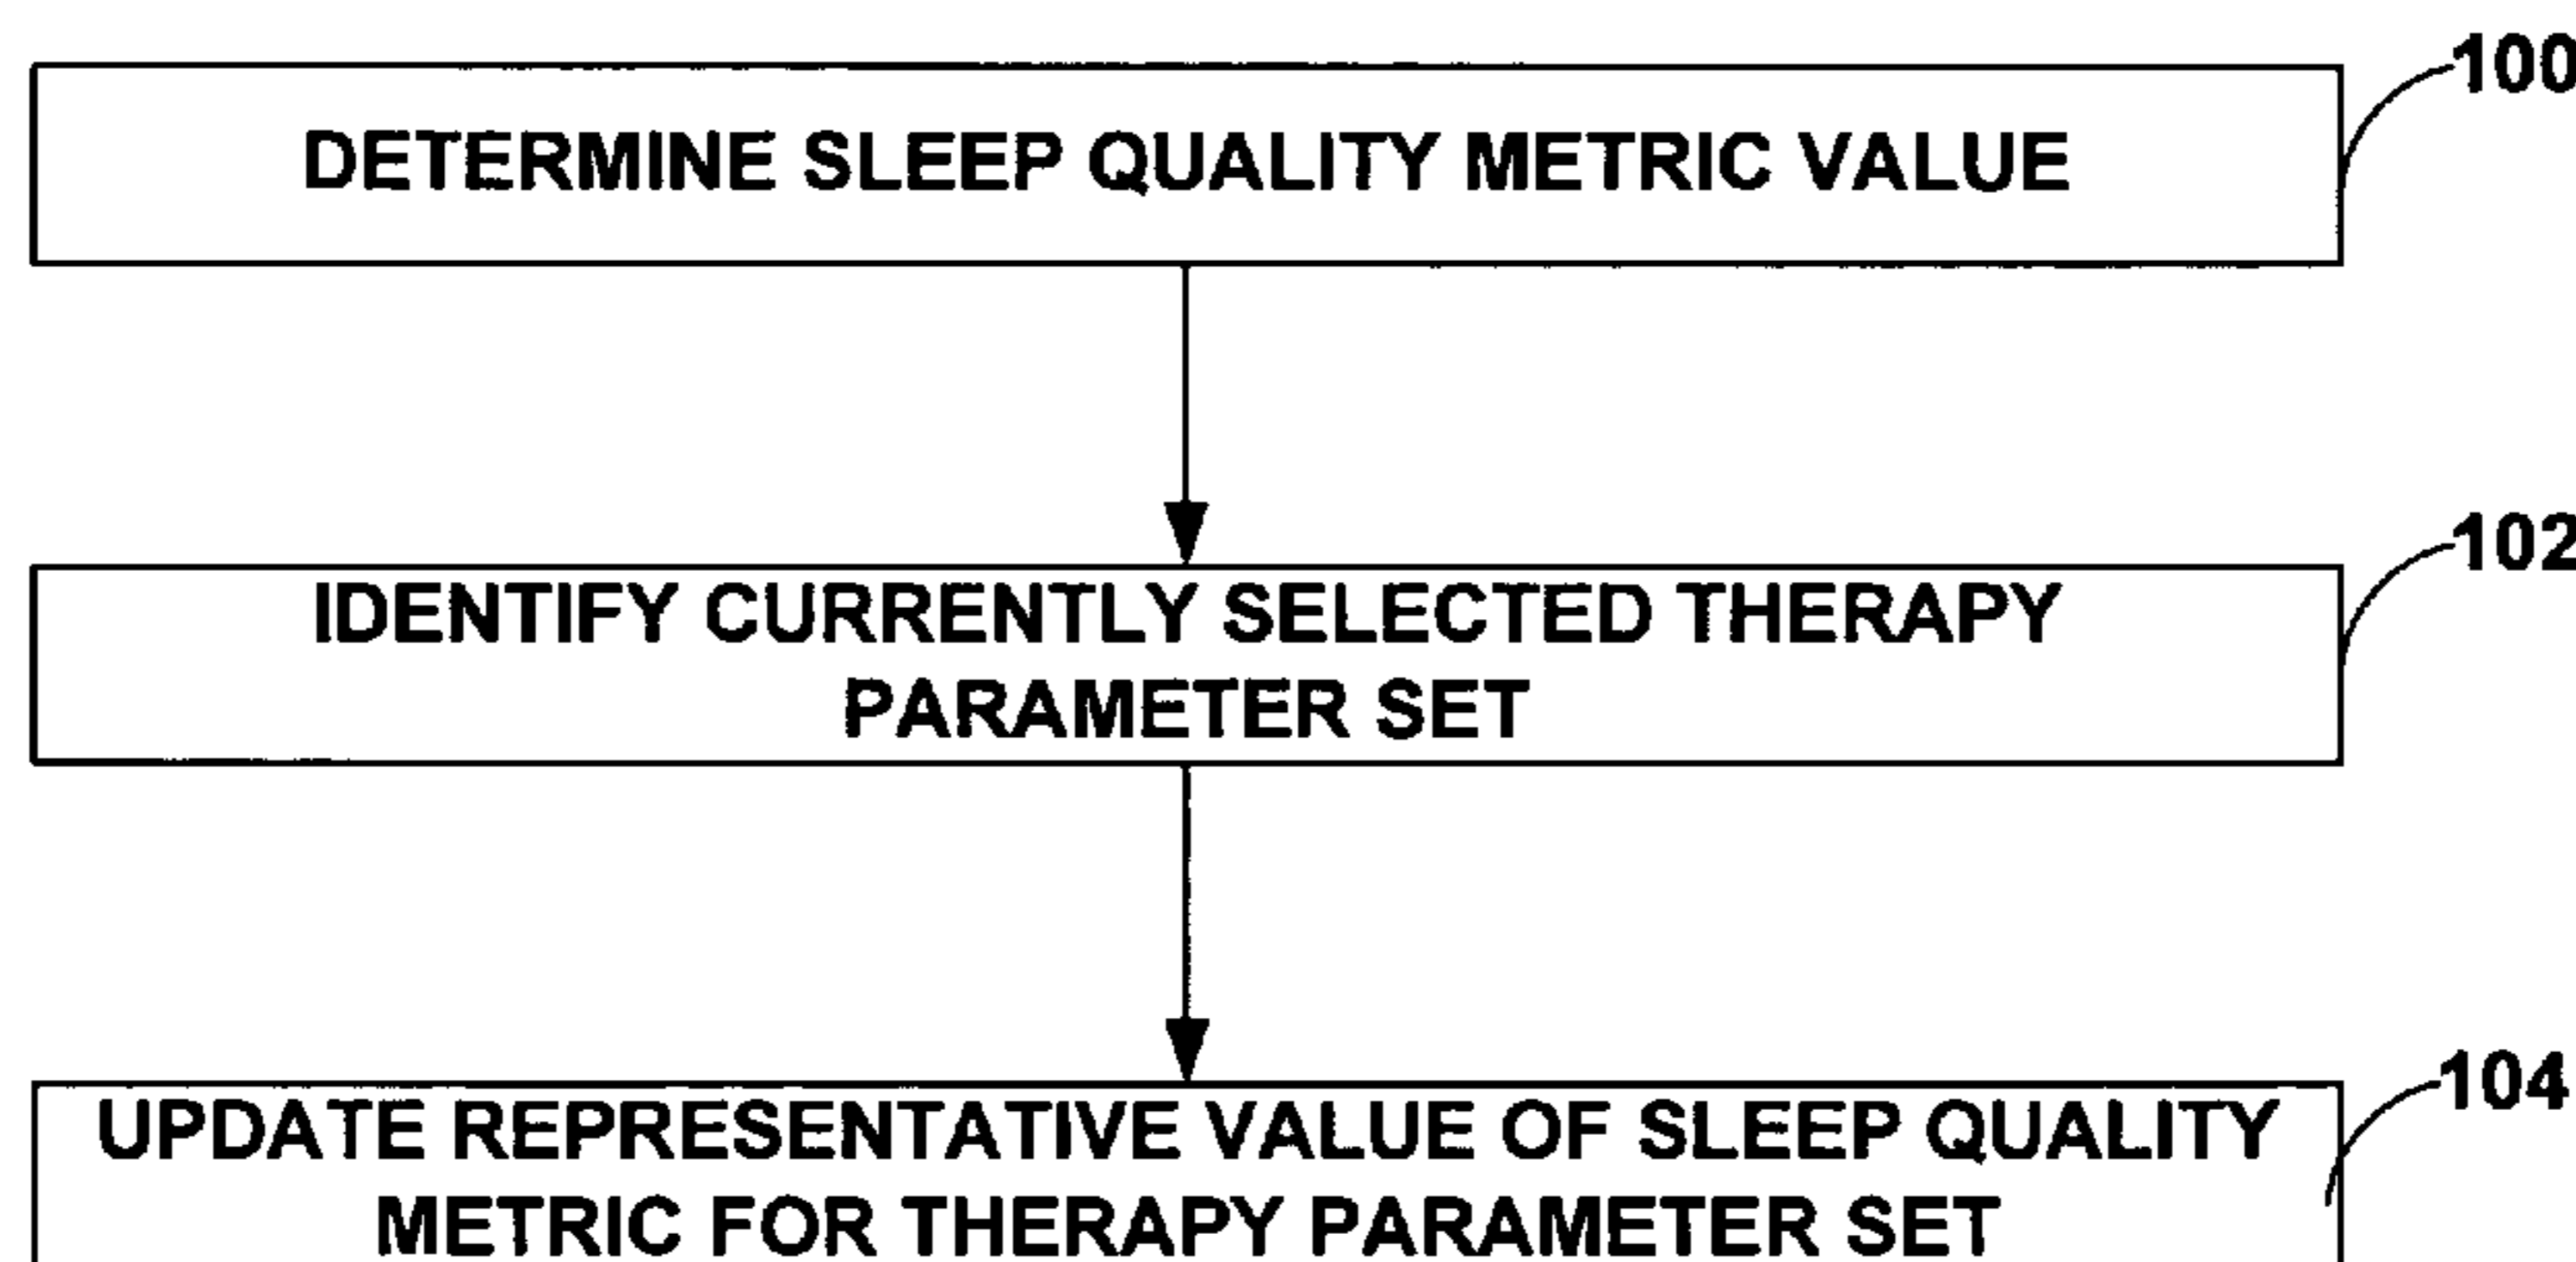 100
DETERMINE SLEEP QUALITY METRIC VALUE
102
IDENTIFY CURRENTLY SELECTED THERAPY
PARAMETER SET
104
UPDATE REPRESENTATIVE VALUE OF SLEEP QUALITY
METRIC FOR THERAPY PARAMETER SET